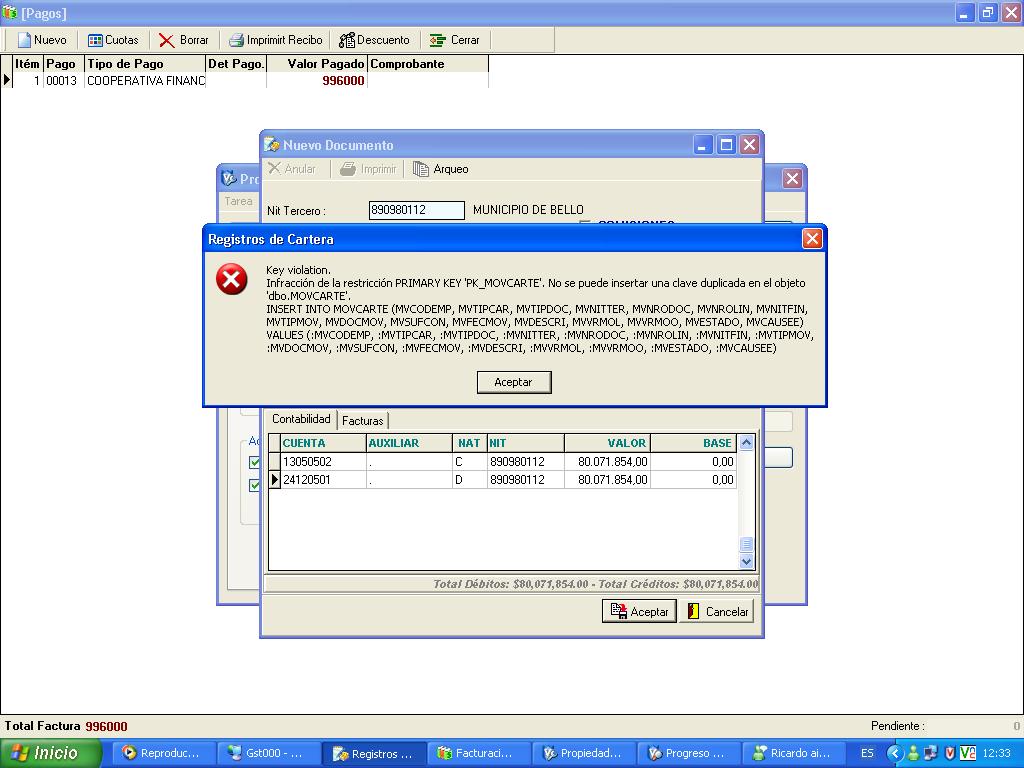 [Pagos]
Nuevo Cuotas Borrar Imprimirt Recibo Descuento Cerrar
Itém Pago Tipo de Pago Det Pago. Valor Pagado Comprobante
1 00013 COOPERATIVA FINANC 996000
Nuevo Documento
Anular Imprimir Arqueo
Pro
Tarea
Nit Tercero : 890980112 MUNICIPIO DE BELLO
Registros de Cartera
Key violation.
Infracción de la restricción PRIMARY KEY 'PK_MOVCARTE'. No se puede insertar una clave duplicada en el objeto
'dbo.MOVCARTE'.
INSERT INTO MOVCARTE (MVCODEMP, MVTIPCAR, MVTIPDOC, MVNITTER, MVNRODOC, MVNROLIN, MVNITFIN,
MVTIPMOV, MVDOCMOV, MVSUFCON, MVFECMOV, MVDESCRI, MVVRMOL, MVVRMOO, MVESTADO, MVCAUSEE)
VALUES (:MVCODEMP, :MVTIPCAR, :MVTIPDOC, :MVNITTER, :MVNRODOC, :MVNROLIN, :MVNITFIN, :MVTIPMOV,
:MVDOCMOV, :MVSUFCON, :MVFECMOV, :MVDESCRI, :MVVRMOL, :MVVRMOO, :MVESTADO, :MVCAUSEE)
Aceptar
Contabilidad Facturas
Ac
CUENTA AUXILIAR NAT NIT VALOR BASE
13050502 . C 890980112 80.071.854,00 0,00
24120501 . D 890980112 80.071.854,00 0,00
Total Débitos: $80,071,854.00 - Total Créditos: $80,071,854.00
Aceptar Cancelar
Total Factura 996000 Pendiente : 0
Inicio Reproduc... Gst000 - ... Registros ... Facturaci... Propiedad... Progreso ... Ricardo ai... ES 12:33